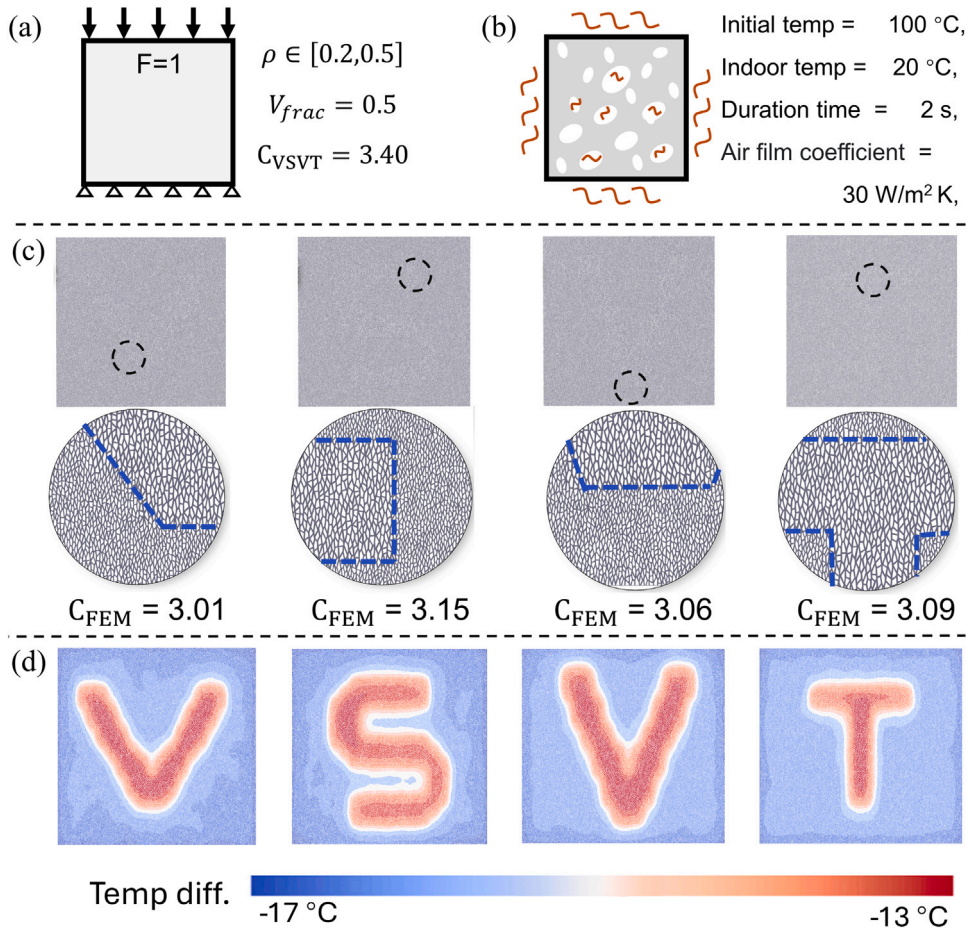 (a)
F=1
ρ ∈ [0.2,0.5]
V_frac = 0.5
C_VSVT = 3.40
(b)
Initial temp = 100 °C,
Indoor temp = 20 °C,
Duration time = 2 s,
Air film coefficient =
30 W/m² K,
(c)
C_FEM = 3.01
C_FEM = 3.15
C_FEM = 3.06
C_FEM = 3.09
(d)
V S V T
Temp diff.
-17 °C
-13 °C